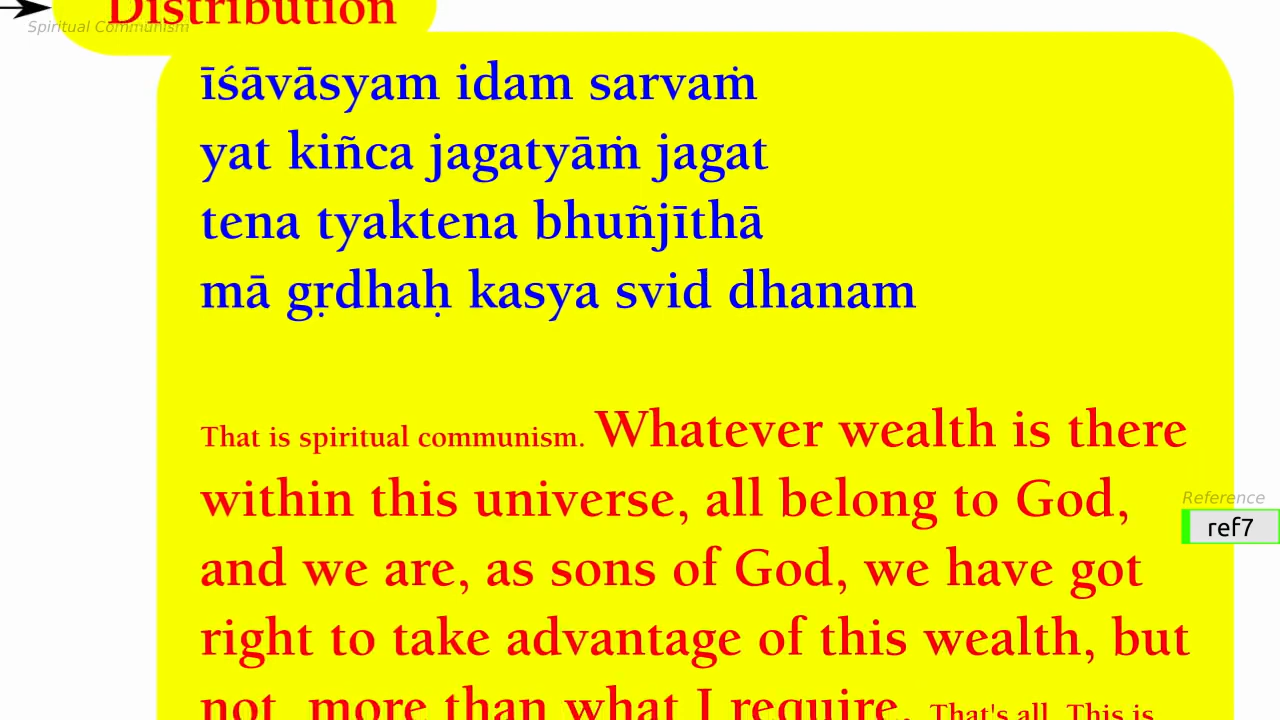 Distribution
Spiritual Communism
īśāvāsyam idam sarvaṁ
yat kiñca jagatyāṁ jagat
tena tyaktena bhuñjīthā
mā gṛdhaḥ kasya svid dhanam
That is spiritual communism. Whatever wealth is there
within this universe, all belong to God,
and we are, as sons of God, we have got
right to take advantage of this wealth, but
not more than what I require. That's all. This is
Reference
ref7